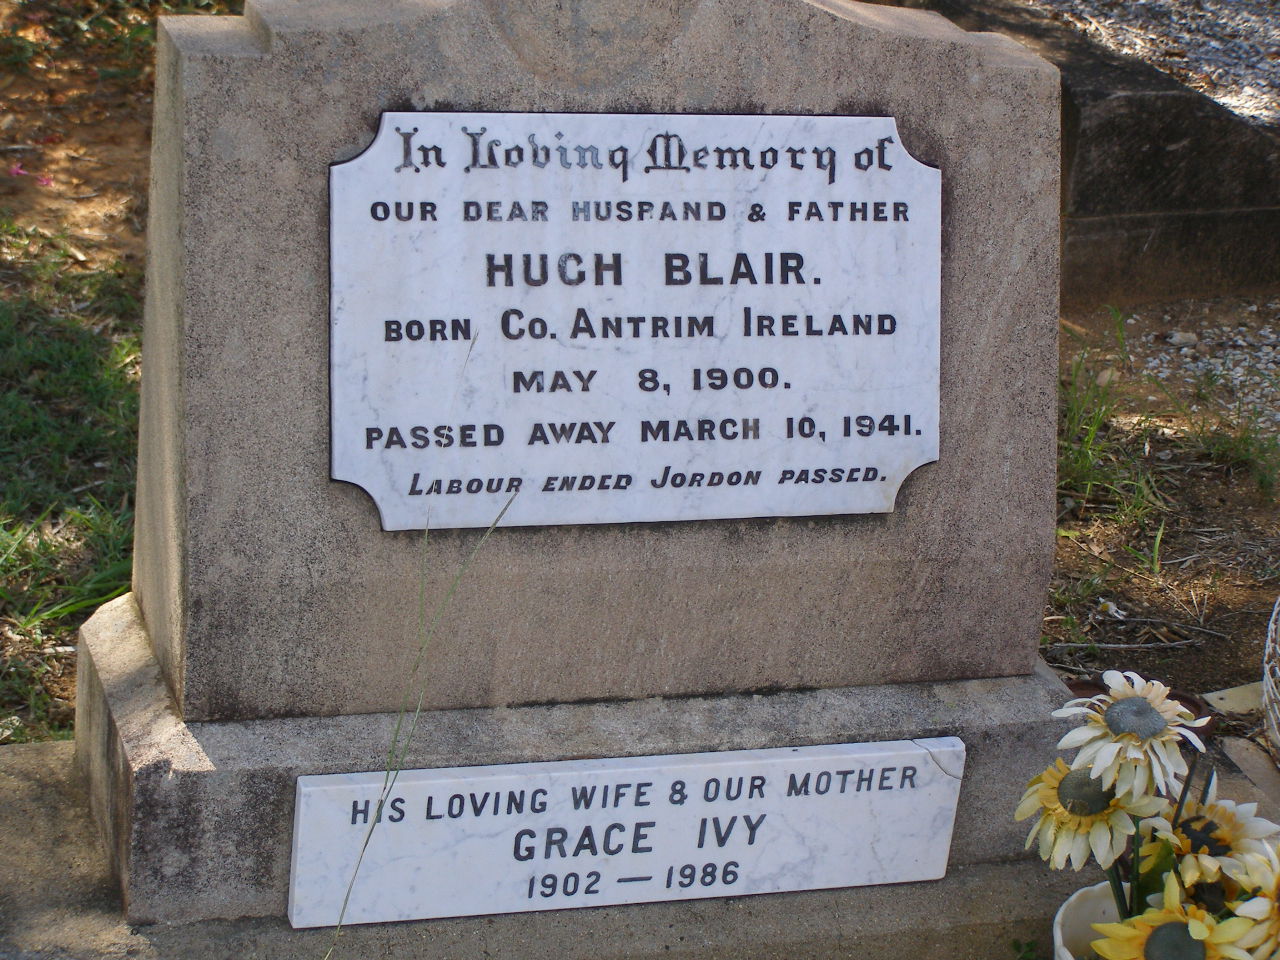 In Loving Memory of
OUR DEAR HUSBAND & FATHER
HUGH BLAIR.
BORN CO. ANTRIM IRELAND
MAY 8, 1900.
PASSED AWAY MARCH 10, 1941.
LABOUR ENDED JORDON PASSED.
HIS LOVING WIFE & OUR MOTHER
GRACE IVY
1902 — 1986